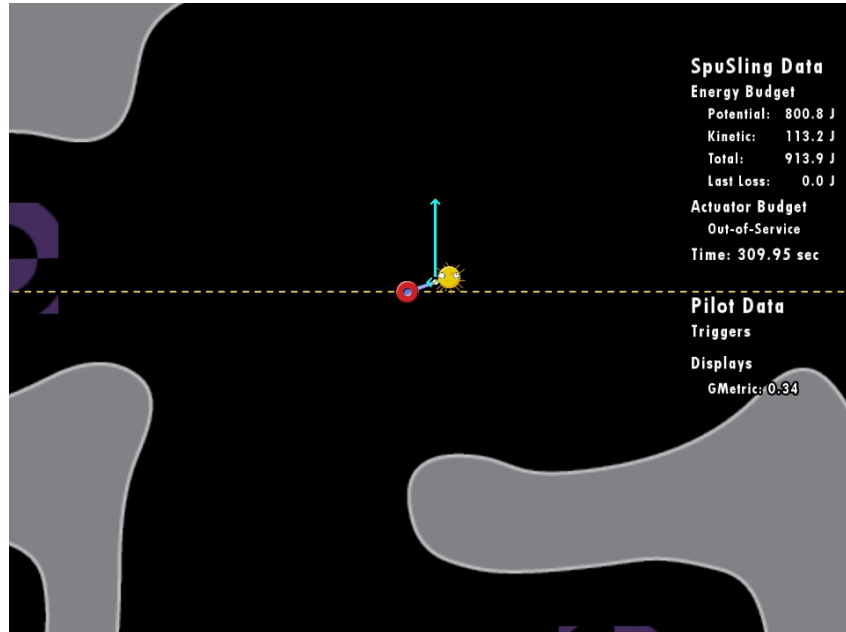 SpuSling Data
Energy Budget
Potential: 800.8 J
Kinetic: 113.2 J
Total: 913.9 J
Last Loss: 0.0 J
Actuator Budget
Out-of-Service
Time: 309.95 sec
Pilot Data
Triggers
Displays
GMetric: 0.34